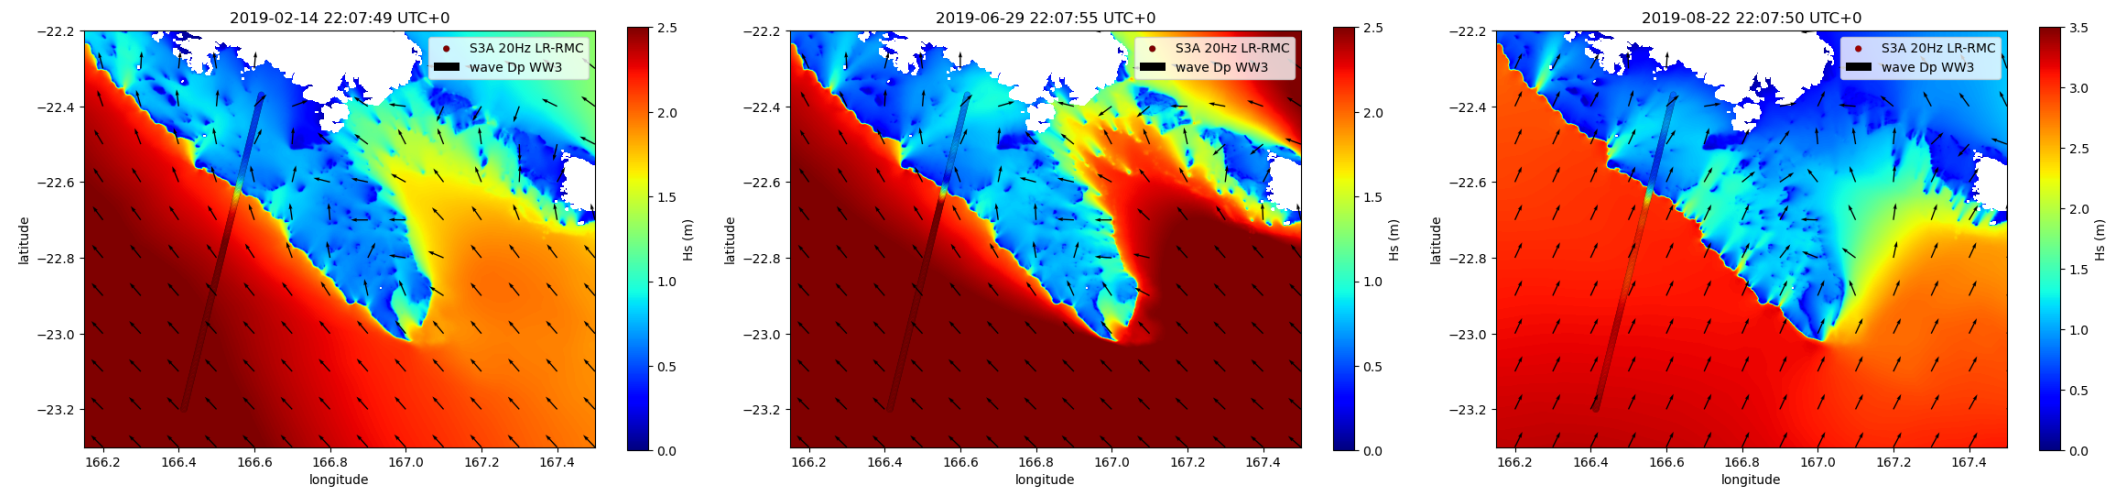 2019-02-14 22:07:49 UTC+0
S3A 20Hz LR-RMC
wave Dp WW3
−22.2
−22.4
−22.6
−22.8
−23.0
−23.2
latitude
166.2 166.4 166.6 166.8 167.0 167.2 167.4
longitude
2.5
2.0
1.5
1.0
0.5
0.0
Hs (m)
2019-06-29 22:07:55 UTC+0
S3A 20Hz LR-RMC
wave Dp WW3
−22.2
−22.4
−22.6
−22.8
−23.0
−23.2
latitude
166.2 166.4 166.6 166.8 167.0 167.2 167.4
longitude
2.5
2.0
1.5
1.0
0.5
0.0
Hs (m)
2019-08-22 22:07:50 UTC+0
S3A 20Hz LR-RMC
wave Dp WW3
−22.2
−22.4
−22.6
−22.8
−23.0
−23.2
latitude
166.2 166.4 166.6 166.8 167.0 167.2 167.4
longitude
3.5
3.0
2.5
2.0
1.5
1.0
0.5
0.0
Hs (m)